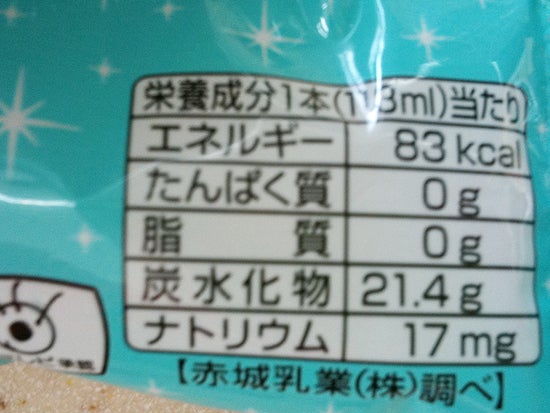 栄養成分1本(113ml)当たり
エネルギー 83kcal
たんぱく質 0g
脂質 0g
炭水化物 21.4g
ナトリウム 17mg
【赤城乳業(株)調べ】